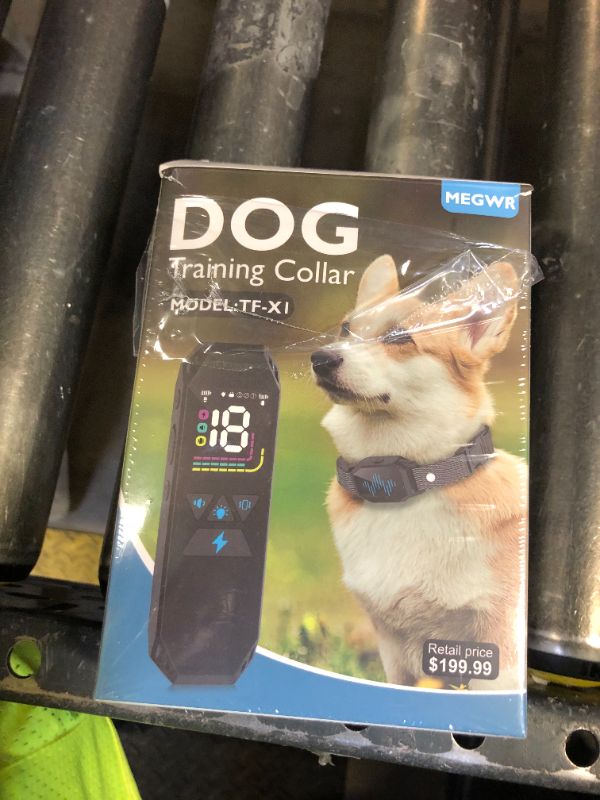 MEGWR
DOG
Training Collar
MODEL:TF-X1
18
Retail price
$199.99